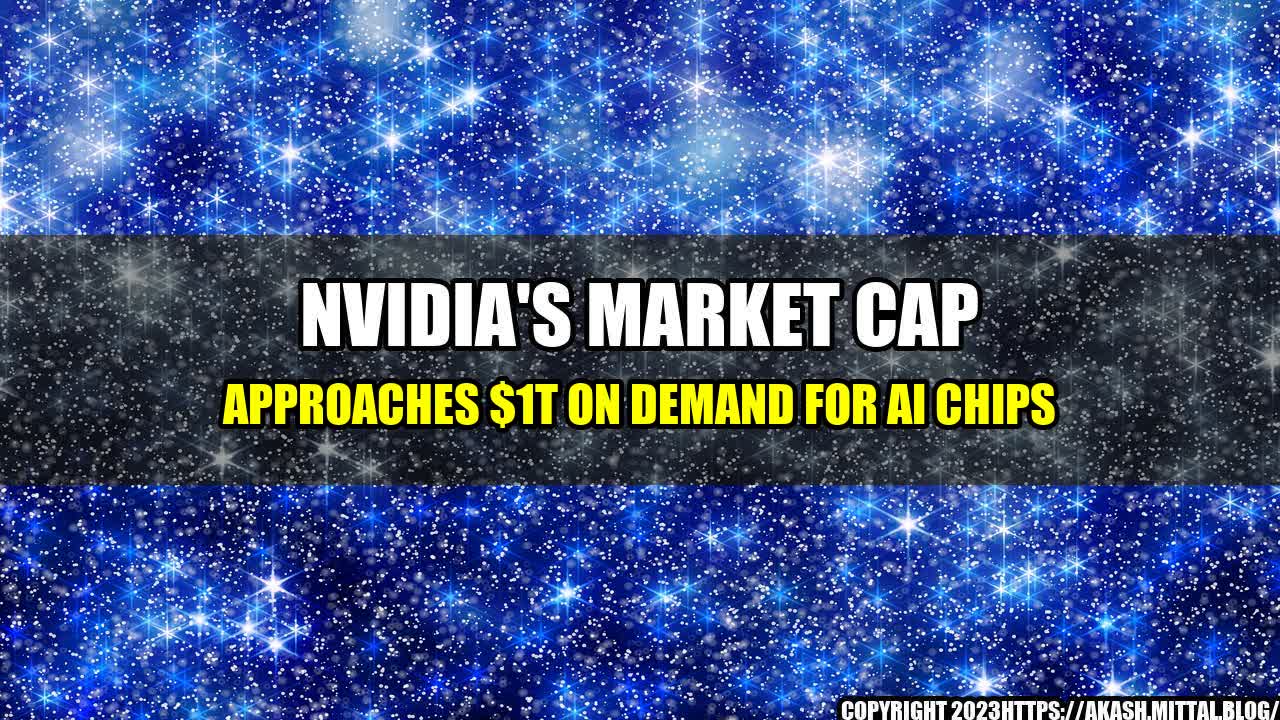 NVIDIA'S MARKET CAP
APPROACHES $1T ON DEMAND FOR AI CHIPS
COPYRIGHT 2023HTTPS://AKASH.MITTAL.BLOG/